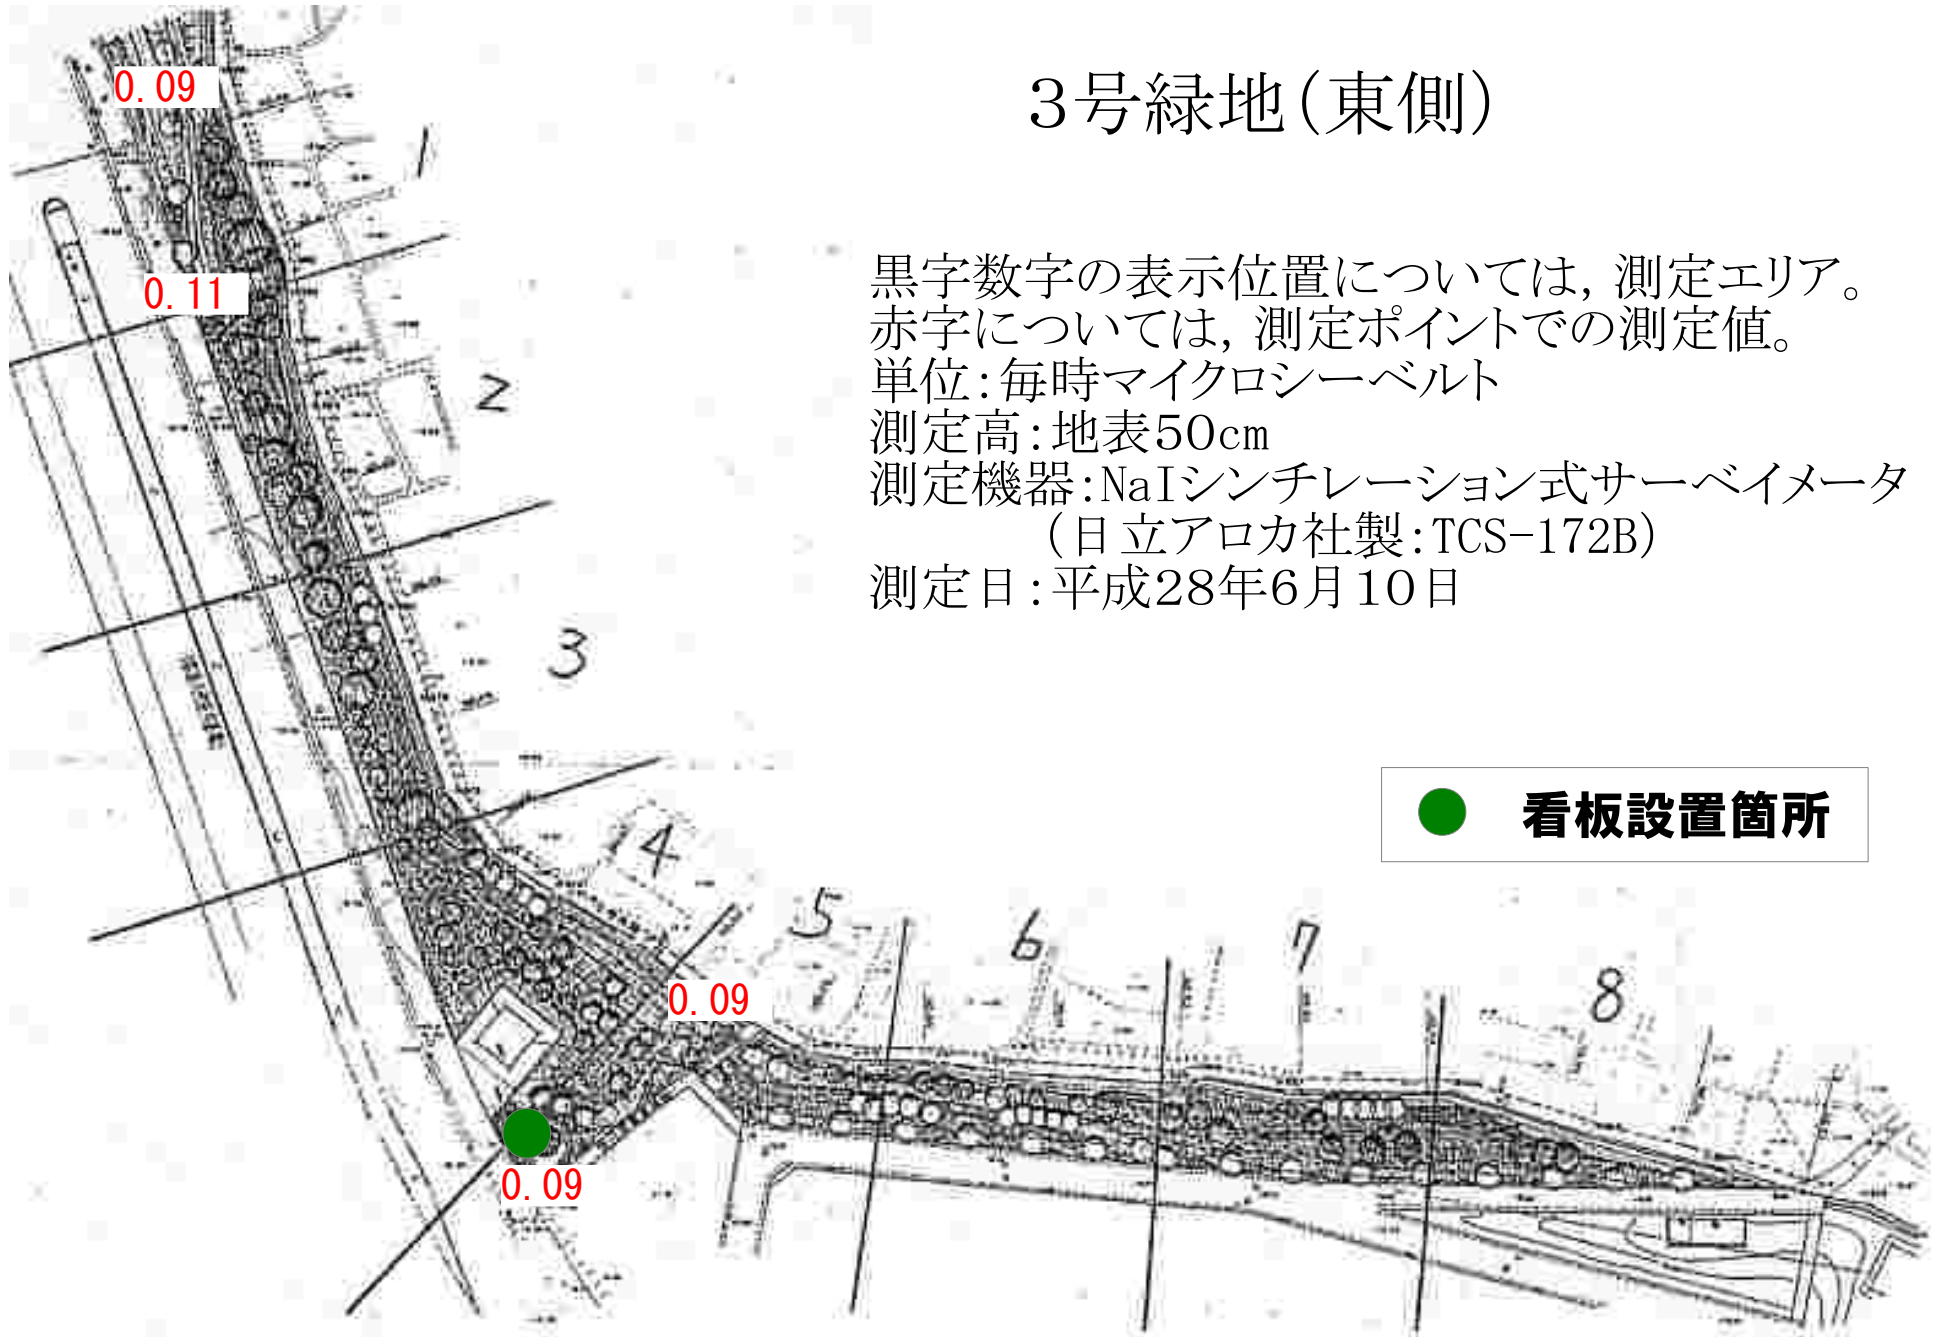 3号緑地(東側)
黒字数字の表示位置については,測定エリア。
赤字については,測定ポイントでの測定値。
単位:毎時マイクロシーベルト
測定高:地表50cm
測定機器:NaIシンチレーション式サーベイメータ
(日立アロカ社製:TCS-172B)
測定日:平成28年6月10日
看板設置箇所
0.09
1
0.11
2
3
4
5
6
7
8
0.09
0.09